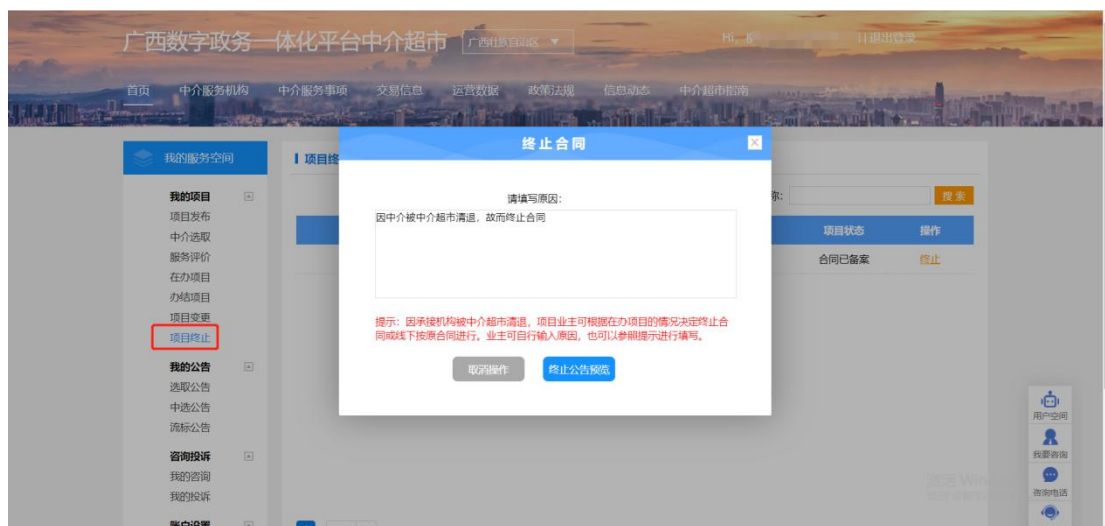 广西数字政务一体化平台中介超市
广西壮族自治区
Hi,
退出登录
首页 中介服务机构 中介服务事项 交易信息 运营数据 政策法规 信息动态 中介超市指南
我的服务空间
我的项目
项目发布
中介选取
服务评价
在办项目
办结项目
项目变更
项目终止
我的公告
选取公告
中选公告
流标公告
咨询投诉
我的咨询
我的投诉
账户设置
项目终
终止合同
请填写原因：
因中介被中介超市清退，故而终止合同
提示：因承接机构被中介超市清退，项目业主可根据在办项目的情况决定终止合
同或线下按原合同进行。业主可自行输入原因，也可以参照提示进行填写。
取消操作 终止公告预览
称： 搜索
项目状态 操作
合同已备案 终止
用户空间
我要咨询
咨询电话
激活 Win